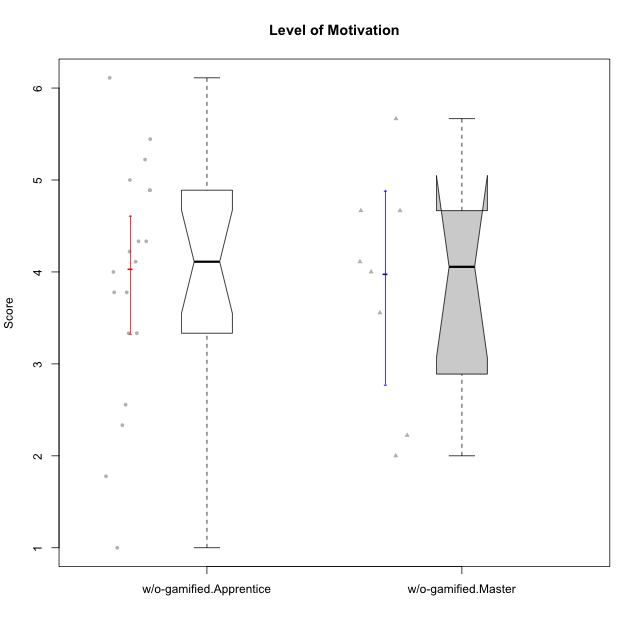 Level of Motivation
Score
6
5
4
3
2
1
w/o-gamified.Apprentice
w/o-gamified.Master